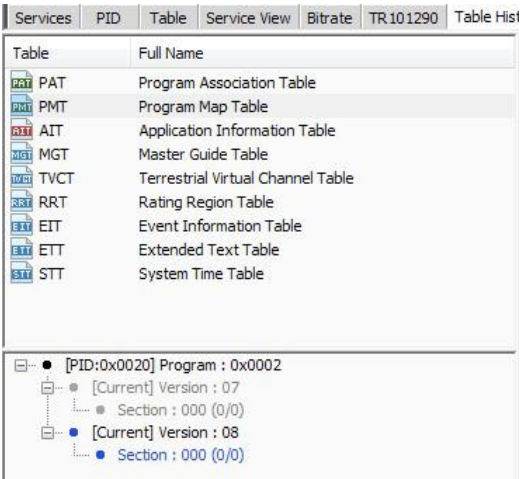 Services PID Table Service View Bitrate TR101290 Table Hist
Table Full Name
PAT PAT Program Association Table
PMT PMT Program Map Table
AIT AIT Application Information Table
MGT MGT Master Guide Table
TVCT TVCT Terrestrial Virtual Channel Table
RRT RRT Rating Region Table
EIT EIT Event Information Table
ETT ETT Extended Text Table
STT STT System Time Table
[PID:0x0020] Program : 0x0002
[Current] Version : 07
Section : 000 (0/0)
[Current] Version : 08
Section : 000 (0/0)